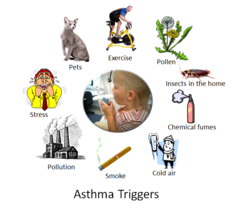 Pets
Exercise
Pollen
Insects in the home
Chemical fumes
Cold air
Smoke
Pollution
Stress
Asthma Triggers